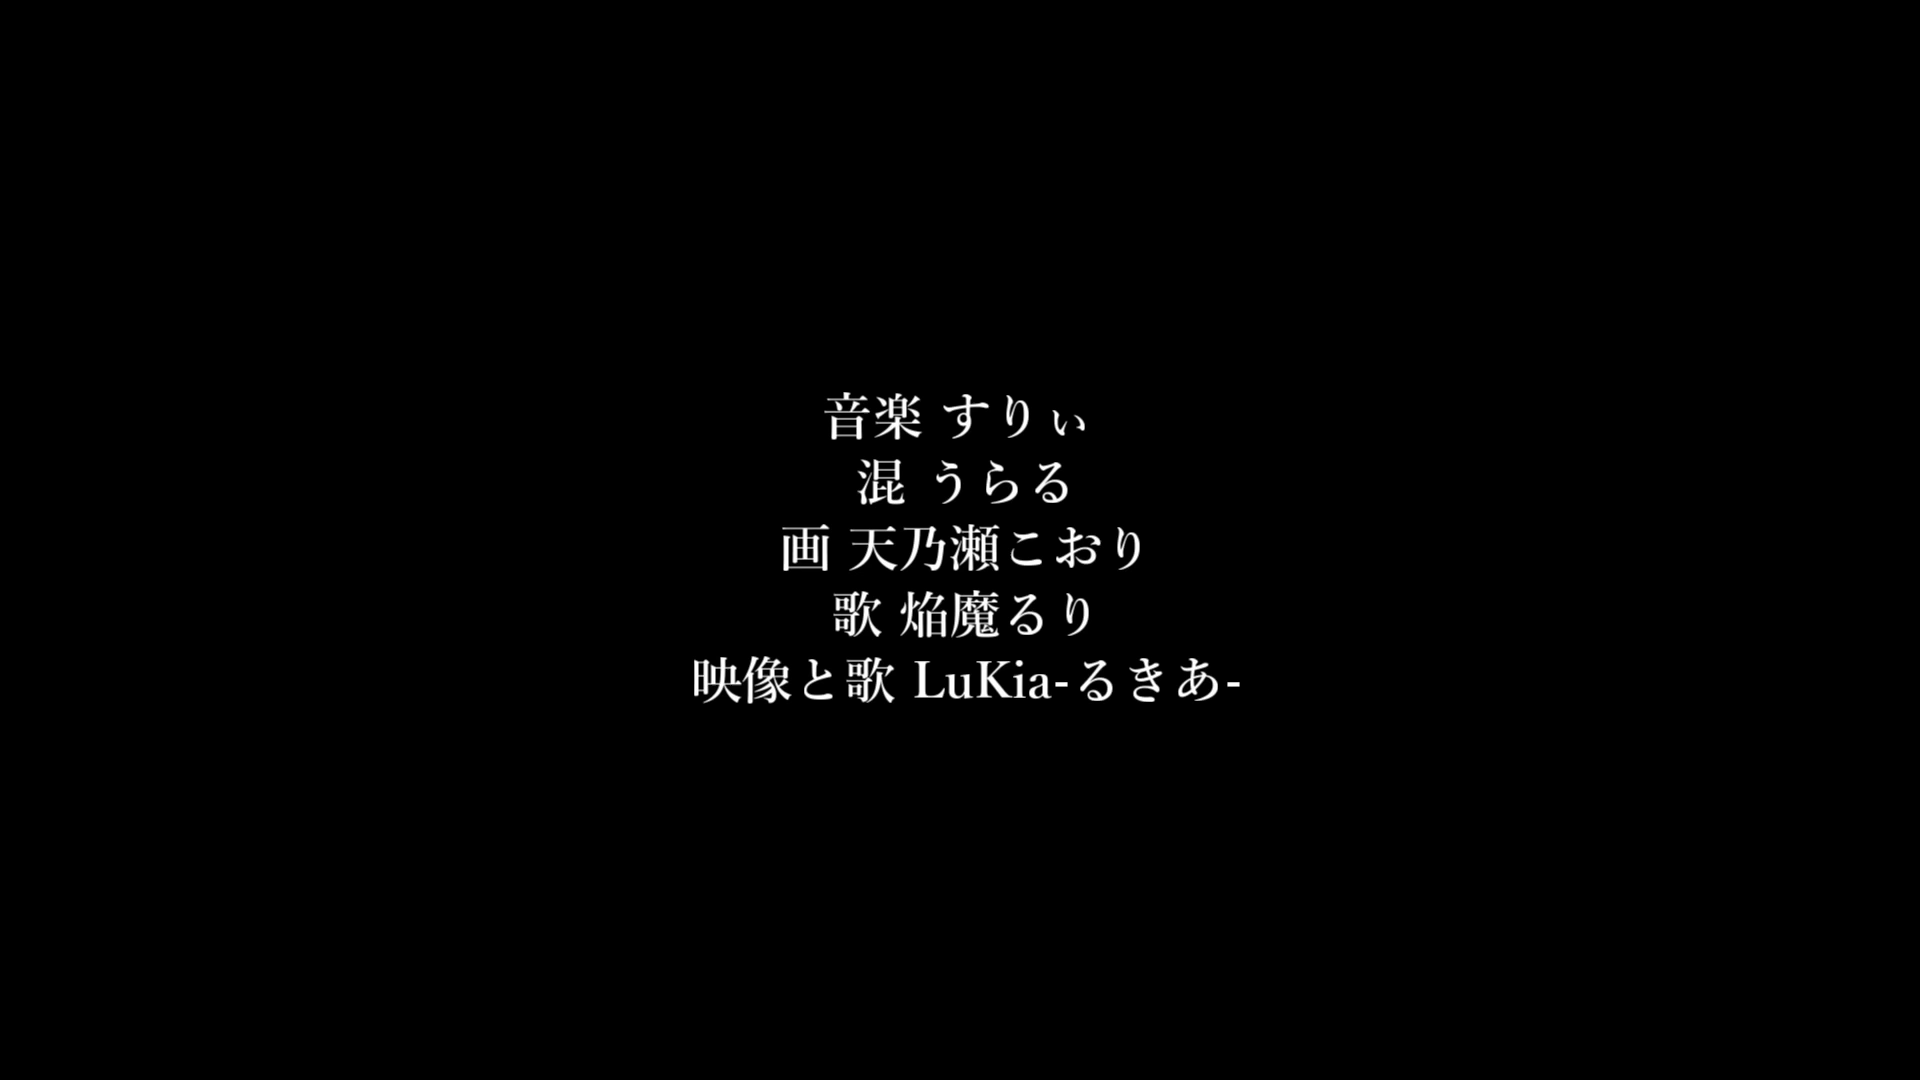 音楽 すりぃ
混 うらる
画 天乃瀬こおり
歌 焔魔るり
映像と歌 LuKia-るきあ-